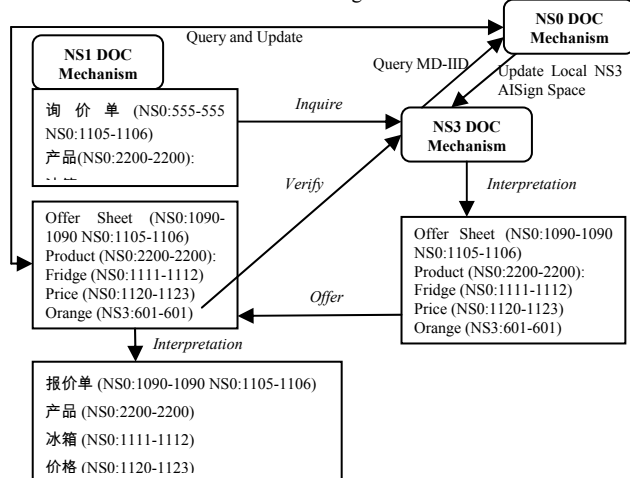 NS0 DOC
Mechanism
Query and Update
NS1 DOC
Mechanism
Query MD-IID
Update Local NS3
AISign Space
询 价 单 (NS0:555-555
NS0:1105-1106)
产品(NS0:2200-2200):
Inquire
NS3 DOC
Mechanism
Verify
Interpretation
Offer Sheet (NS0:1090-
1090 NS0:1105-1106)
Product (NS0:2200-2200):
Fridge (NS0:1111-1112)
Price (NS0:1120-1123)
Orange (NS3:601-601)
Offer
Offer Sheet (NS0:1090-1090
NS0:1105-1106)
Product (NS0:2200-2200):
Fridge (NS0:1111-1112)
Price (NS0:1120-1123)
Orange (NS3:601-601)
Interpretation
报价单 (NS0:1090-1090 NS0:1105-1106)
产品 (NS0:2200-2200)
冰箱 (NS0:1111-1112)
价格 (NS0:1120-1123)